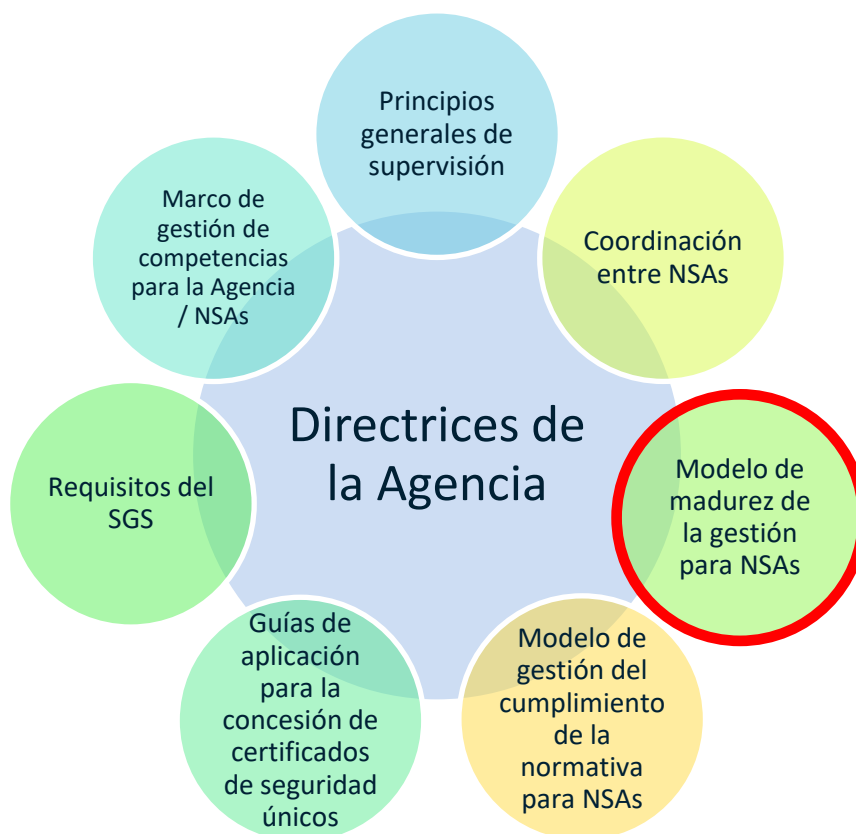 Principios
generales de
supervisión
Coordinación
entre NSAs
Modelo de
madurez de
la gestión
para NSAs
Modelo de
gestión del
cumplimiento
de la
normativa
para NSAs
Guías de
aplicación
para la
concesión de
certificados
de seguridad
únicos
Requisitos del
SGS
Marco de
gestión de
competencias
para la Agencia
/ NSAs
Directrices de
la Agencia